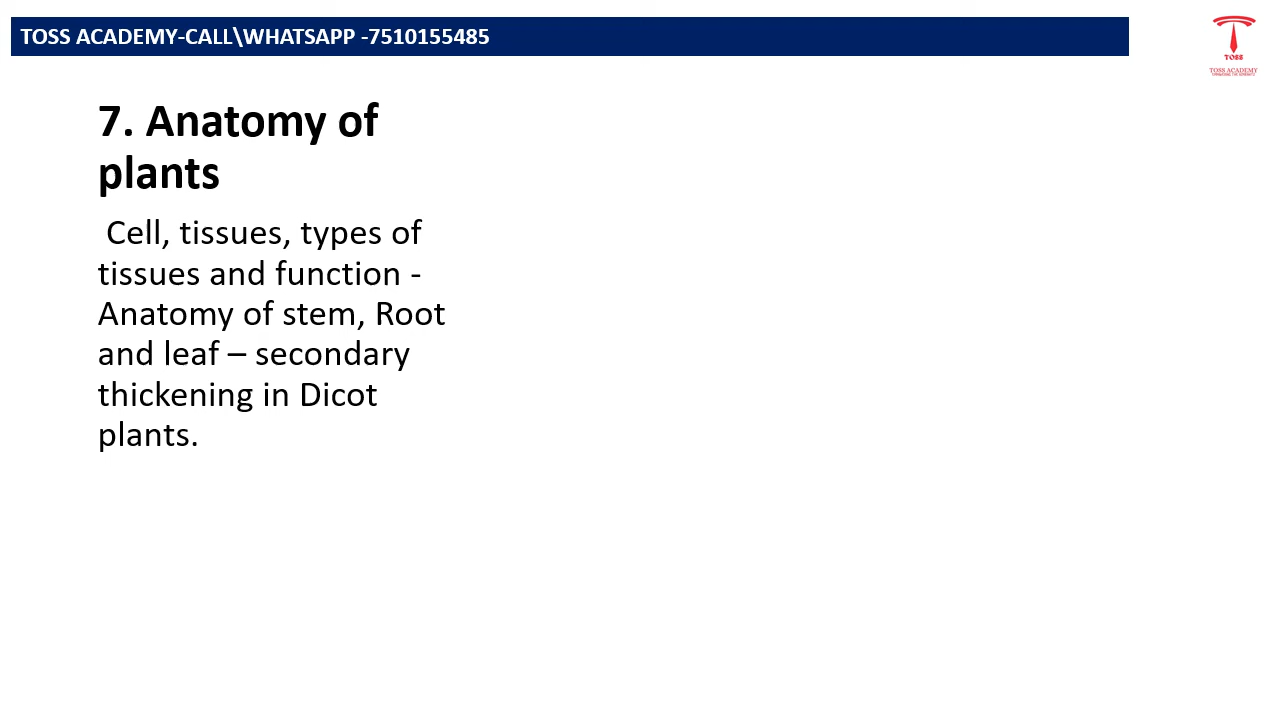 TOSS ACADEMY-CALL\WHATSAPP -7510155485
TOSS
TOSS ACADEMY
7. Anatomy of
plants
Cell, tissues, types of
tissues and function -
Anatomy of stem, Root
and leaf – secondary
thickening in Dicot
plants.